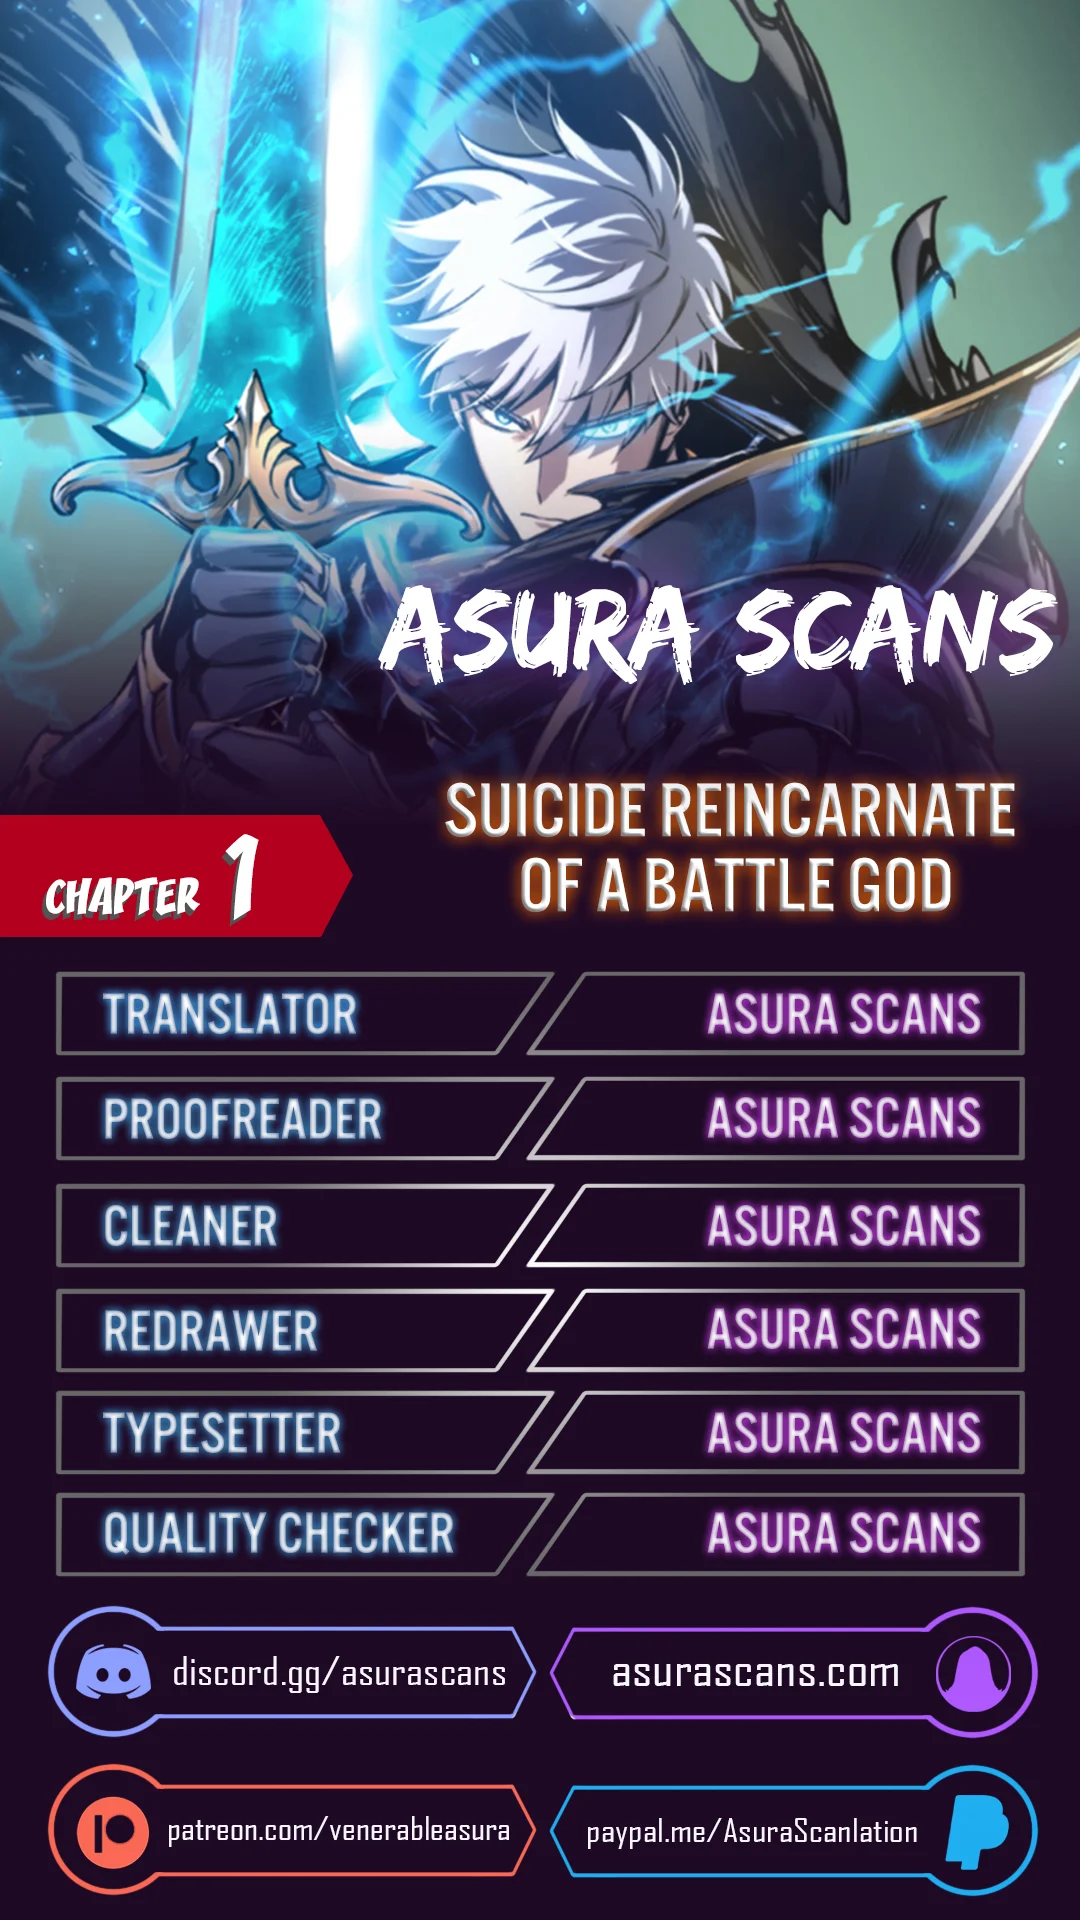 ASURA SCANS
SUICIDE REINCARNATE
OF A BATTLE GOD
CHAPTER 1
TRANSLATOR ASURA SCANS
PROOFREADER ASURA SCANS
CLEANER ASURA SCANS
REDRAWER ASURA SCANS
TYPESETTER ASURA SCANS
QUALITY CHECKER ASURA SCANS
discord.gg/asurascans asurascans.com
patreon.com/venerableasura paypal.me/AsuraScanlation